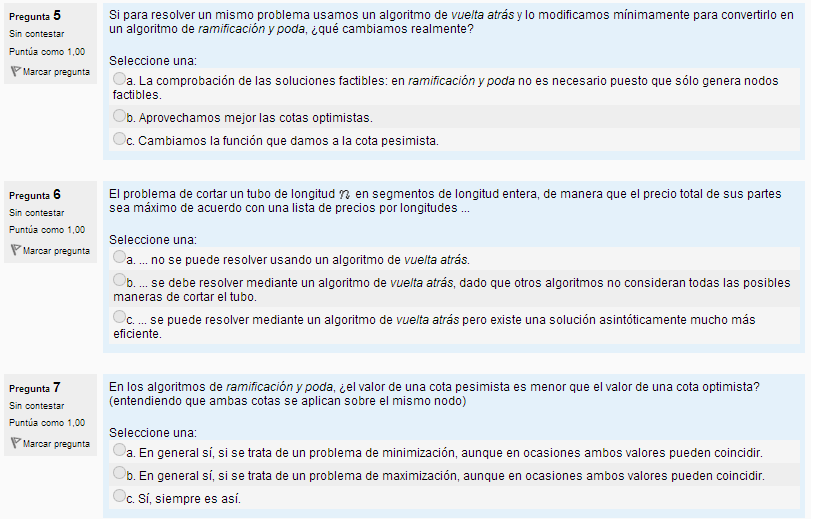 Pregunta 5
Sin contestar
Puntúa como 1,00
Marcar pregunta
Si para resolver un mismo problema usamos un algoritmo de vuelta atrás y lo modificamos mínimamente para convertirlo en
un algoritmo de ramificación y poda, ¿qué cambiamos realmente?
Seleccione una:
a. La comprobación de las soluciones factibles: en ramificación y poda no es necesario puesto que sólo genera nodos
factibles.
b. Aprovechamos mejor las cotas optimistas.
c. Cambiamos la función que damos a la cota pesimista.
Pregunta 6
Sin contestar
Puntúa como 1,00
Marcar pregunta
El problema de cortar un tubo de longitud n en segmentos de longitud entera, de manera que el precio total de sus partes
sea máximo de acuerdo con una lista de precios por longitudes ...
Seleccione una:
a. ... no se puede resolver usando un algoritmo de vuelta atrás.
b. ... se debe resolver mediante un algoritmo de vuelta atrás, dado que otros algoritmos no consideran todas las posibles
maneras de cortar el tubo.
c. ... se puede resolver mediante un algoritmo de vuelta atrás pero existe una solución asintóticamente mucho más
eficiente.
Pregunta 7
Sin contestar
Puntúa como 1,00
Marcar pregunta
En los algoritmos de ramificación y poda, ¿el valor de una cota pesimista es menor que el valor de una cota optimista?
(entendiendo que ambas cotas se aplican sobre el mismo nodo)
Seleccione una:
a. En general sí, si se trata de un problema de minimización, aunque en ocasiones ambos valores pueden coincidir.
b. En general sí, si se trata de un problema de maximización, aunque en ocasiones ambos valores pueden coincidir.
c. Sí, siempre es así.